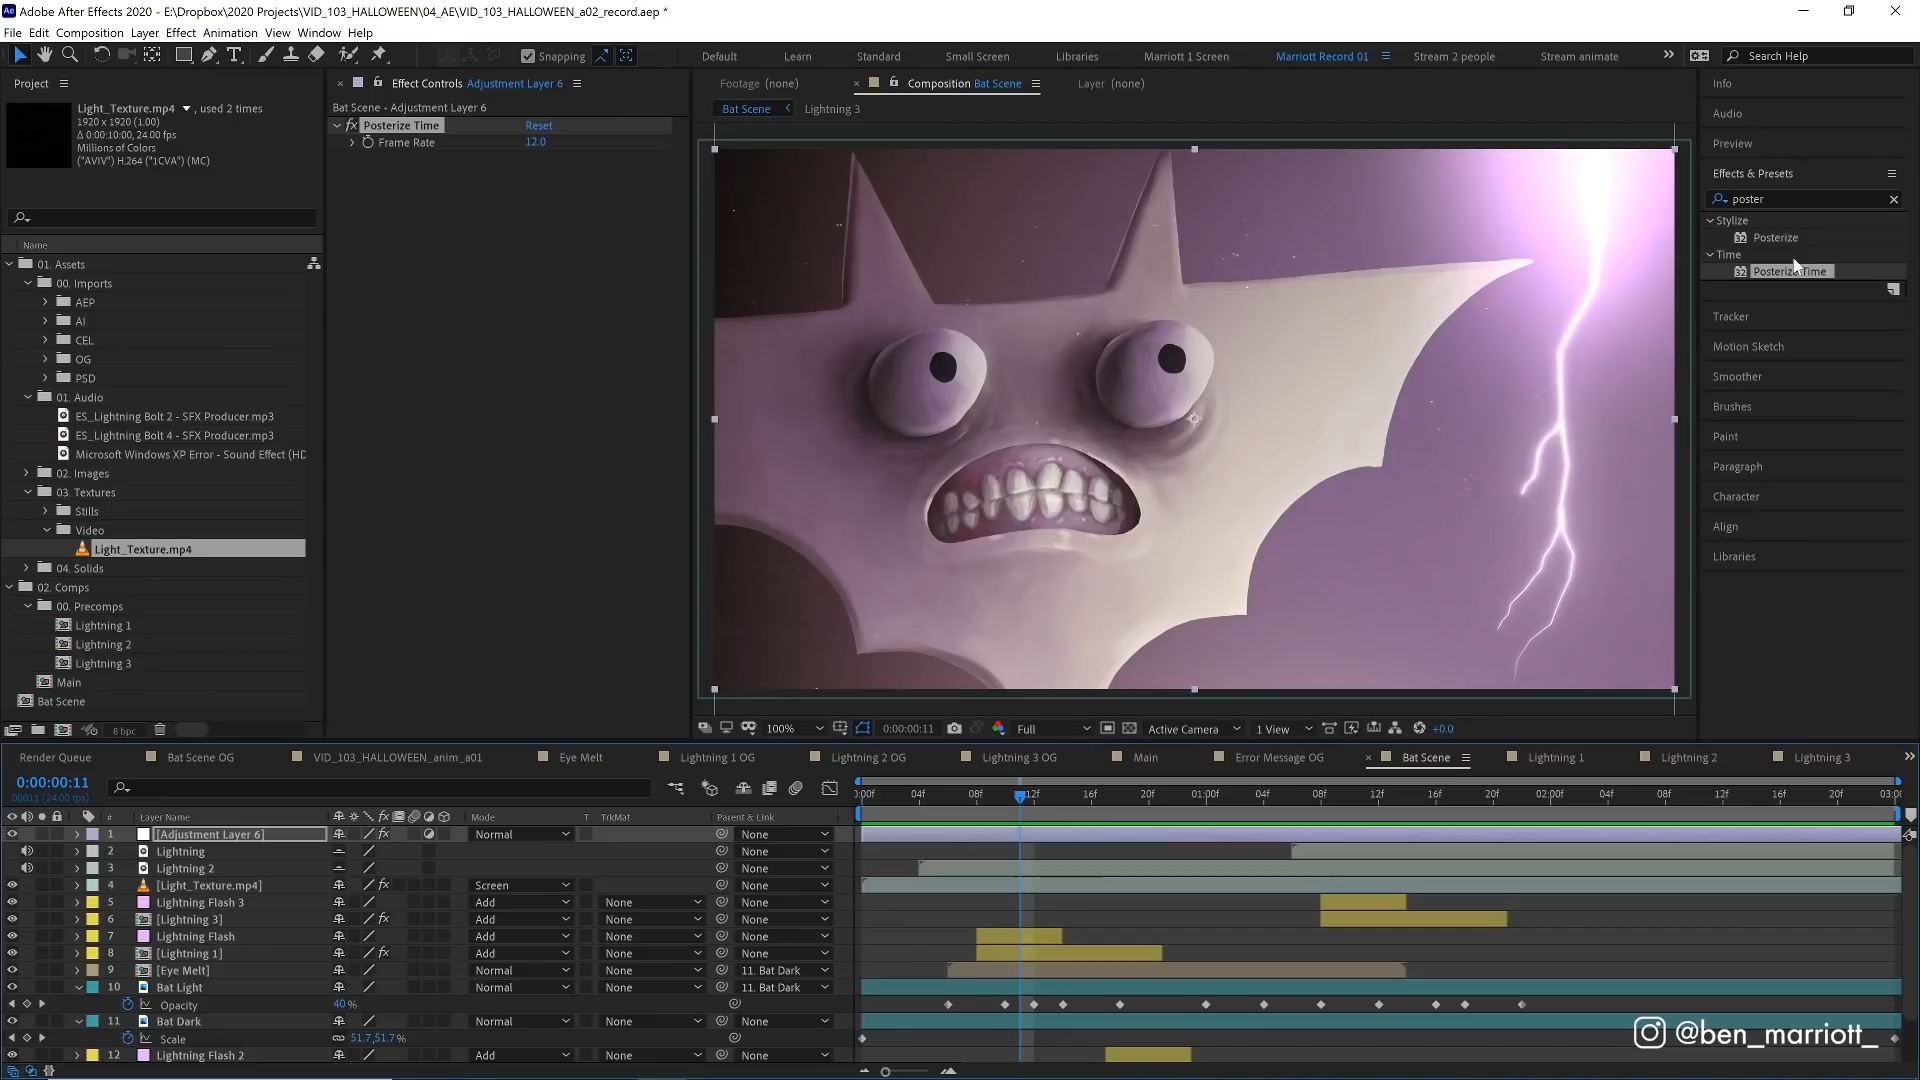 Adobe After Effects 2020 - E:\Dropbox\2020 Projects\VID_103_HALLOWEEN\04_AE\VID_103_HALLOWEEN_a02_record.aep *
File Edit Composition Layer Effect Animation View Window Help
Snapping Default Learn Standard Small Screen Libraries Marriott 1 Screen Marriott Record 01 Stream 2 people Stream animate Search Help
Project
Light_Texture.mp4 , used 2 times
1920 x 1920 (1.00)
Δ 0:00:10:00, 24.00 fps
Millions of Colors
("AVIV") H.264 ("1CVA") (MC)
Name
01. Assets
00. Imports
AEP
AI
CEL
OG
PSD
01. Audio
ES_Lightning Bolt 2 - SFX Producer.mp3
ES_Lightning Bolt 4 - SFX Producer.mp3
Microsoft Windows XP Error - Sound Effect (HD
02. Images
03. Textures
Stills
Video
Light_Texture.mp4
04. Solids
02. Comps
00. Precomps
Lightning 1
Lightning 2
Lightning 3
Main
Bat Scene
8 bpc
Effect Controls Adjustment Layer 6
Bat Scene - Adjustment Layer 6
fx Posterize Time Reset
Frame Rate 12.0
Footage (none) Composition Bat Scene Layer (none)
Bat Scene Lightning 3
100% 0:00:00:11 Full Active Camera 1 View +0.0
Info
Audio
Preview
Effects & Presets
poster
Stylize
Posterize
Time
Posterize Time
Tracker
Motion Sketch
Smoother
Brushes
Paint
Paragraph
Character
Align
Libraries
Render Queue Bat Scene OG VID_103_HALLOWEEN_anim_a01 Eye Melt Lightning 1 OG Lightning 2 OG Lightning 3 OG Main Error Message OG Bat Scene Lightning 1 Lightning 2 Lightning 3
0:00:00:11
00011 (24.00 fps)
0:00f 04f 08f 12f 16f 20f 01:00f 04f 08f 12f 16f 20f 02:00f 04f 08f 12f 16f 20f 03:00
# Layer Name fx Mode T TrkMat Parent & Link
1 [Adjustment Layer 6] fx Normal None
2 Lightning None
3 Lightning 2 None
4 [Light_Texture.mp4] fx Screen None
5 Lightning Flash 3 Add None None
6 [Lightning 3] fx Add None None
7 Lightning Flash Add None None
8 [Lightning 1] fx Add None None
9 [Eye Melt] Normal None 11. Bat Dark
10 Bat Light Normal None 11. Bat Dark
Opacity 40 %
11 Bat Dark Normal None None
Scale 51.7,51.7%
12 Lightning Flash 2 Add None None
@ben_marriott_